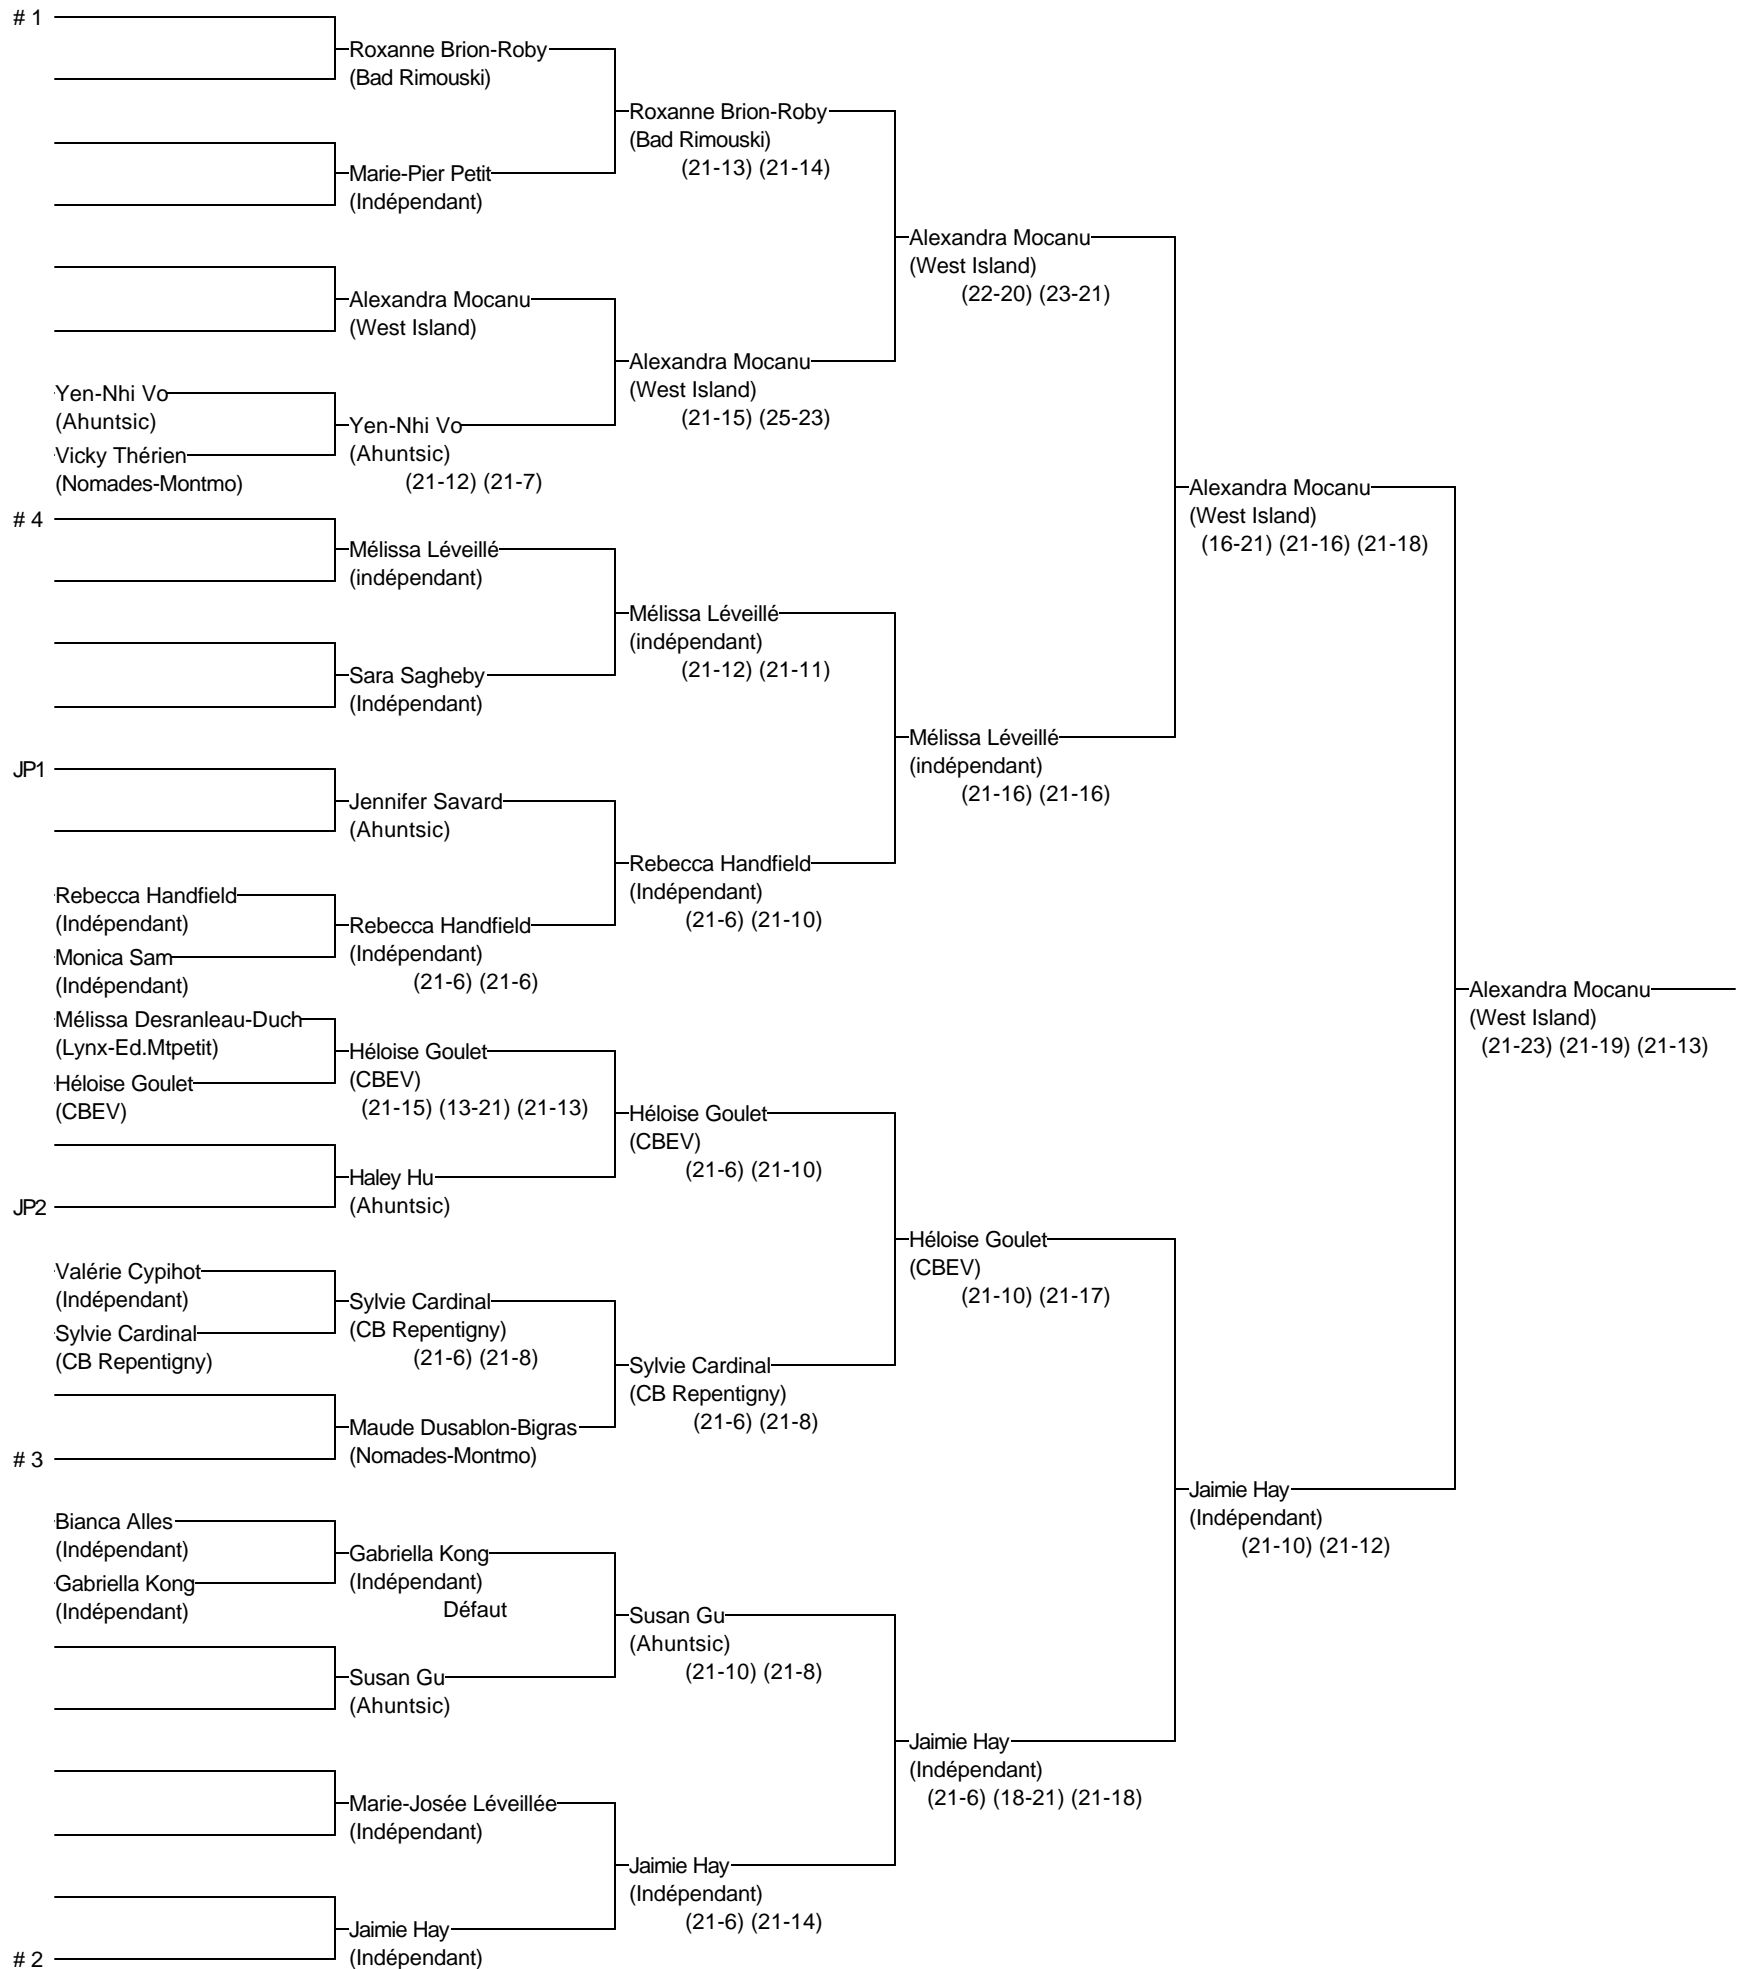 # 1
Roxanne Brion-Roby
(Bad Rimouski)
Roxanne Brion-Roby
(Bad Rimouski)
(21-13) (21-14)
Marie-Pier Petit
(Indépendant)
Alexandra Mocanu
(West Island)
(22-20) (23-21)
Alexandra Mocanu
(West Island)
Alexandra Mocanu
(West Island)
(21-15) (25-23)
Yen-Nhi Vo
(Ahuntsic)
Vicky Thérien
(Nomades-Montmo)
Yen-Nhi Vo
(Ahuntsic)
(21-12) (21-7)
Alexandra Mocanu
(West Island)
(16-21) (21-16) (21-18)
# 4
Mélissa Léveillé
(indépendant)
Mélissa Léveillé
(indépendant)
(21-12) (21-11)
Sara Sagheby
(Indépendant)
Mélissa Léveillé
(indépendant)
(21-16) (21-16)
JP1
Jennifer Savard
(Ahuntsic)
Rebecca Handfield
(Indépendant)
(21-6) (21-10)
Rebecca Handfield
(Indépendant)
Monica Sam
(Indépendant)
Rebecca Handfield
(Indépendant)
(21-6) (21-6)
Alexandra Mocanu
(West Island)
(21-23) (21-19) (21-13)
Mélissa Desranleau-Duch
(Lynx-Ed.Mtpetit)
Héloise Goulet
(CBEV)
Héloise Goulet
(CBEV)
(21-15) (13-21) (21-13)
Héloise Goulet
(CBEV)
(21-6) (21-10)
Haley Hu
(Ahuntsic)
JP2
Héloise Goulet
(CBEV)
(21-10) (21-17)
Valérie Cypihot
(Indépendant)
Sylvie Cardinal
(CB Repentigny)
Sylvie Cardinal
(CB Repentigny)
(21-6) (21-8)
Sylvie Cardinal
(CB Repentigny)
(21-6) (21-8)
Maude Dusablon-Bigras
(Nomades-Montmo)
# 3
Jaimie Hay
(Indépendant)
(21-10) (21-12)
Bianca Alles
(Indépendant)
Gabriella Kong
(Indépendant)
Gabriella Kong
(Indépendant)
Défaut
Susan Gu
(Ahuntsic)
(21-10) (21-8)
Susan Gu
(Ahuntsic)
Jaimie Hay
(Indépendant)
(21-6) (18-21) (21-18)
Marie-Josée Léveillée
(Indépendant)
Jaimie Hay
(Indépendant)
(21-6) (21-14)
Jaimie Hay
(Indépendant)
# 2